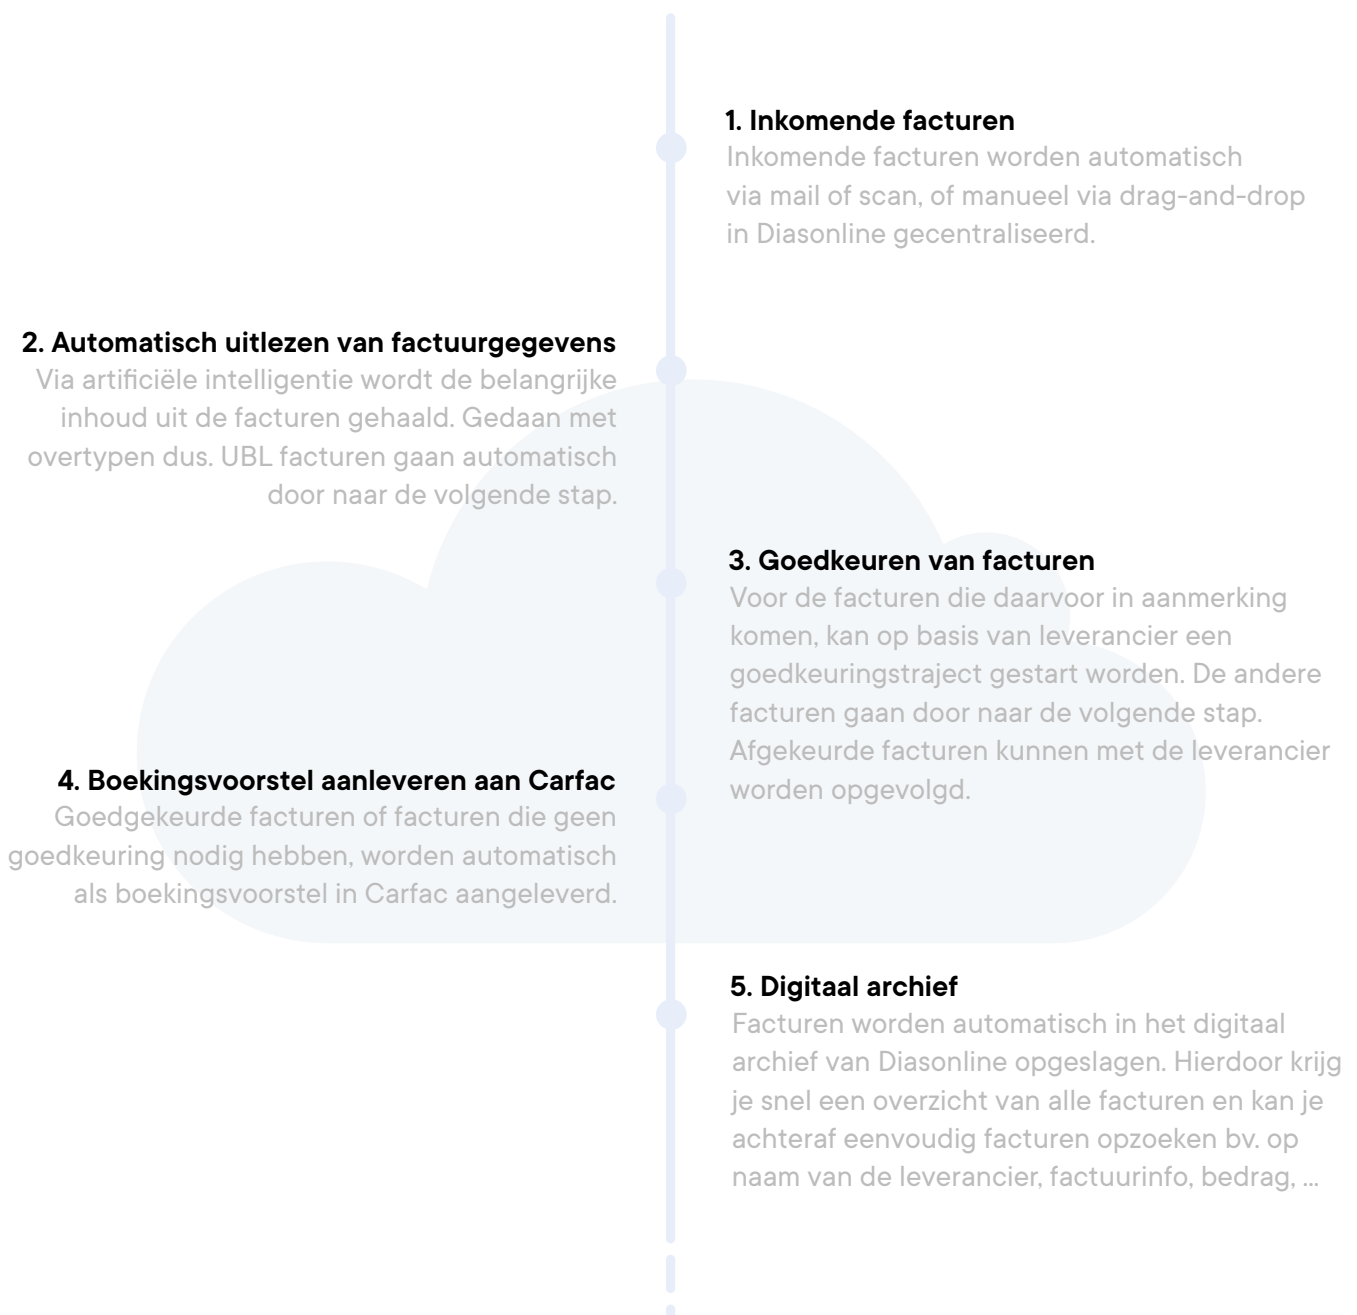 1. Inkomende facturen
Inkomende facturen worden automatisch
via mail of scan, of manueel via drag-and-drop
in Diasonline gecentraliseerd.
2. Automatisch uitlezen van factuurgegevens
Via artificiële intelligentie wordt de belangrijke
inhoud uit de facturen gehaald. Gedaan met
overtypen dus. UBL facturen gaan automatisch
door naar de volgende stap.
3. Goedkeuren van facturen
Voor de facturen die daarvoor in aanmerking
komen, kan op basis van leverancier een
goedkeuringstraject gestart worden. De andere
facturen gaan door naar de volgende stap.
Afgekeurde facturen kunnen met de leverancier
worden opgevolgd.
4. Boekingsvoorstel aanleveren aan Carfac
Goedgekeurde facturen of facturen die geen
goedkeuring nodig hebben, worden automatisch
als boekingsvoorstel in Carfac aangeleverd.
5. Digitaal archief
Facturen worden automatisch in het digitaal
archief van Diasonline opgeslagen. Hierdoor krijg
je snel een overzicht van alle facturen en kan je
achteraf eenvoudig facturen opzoeken bv. op
naam van de leverancier, factuurinfo, bedrag, ...